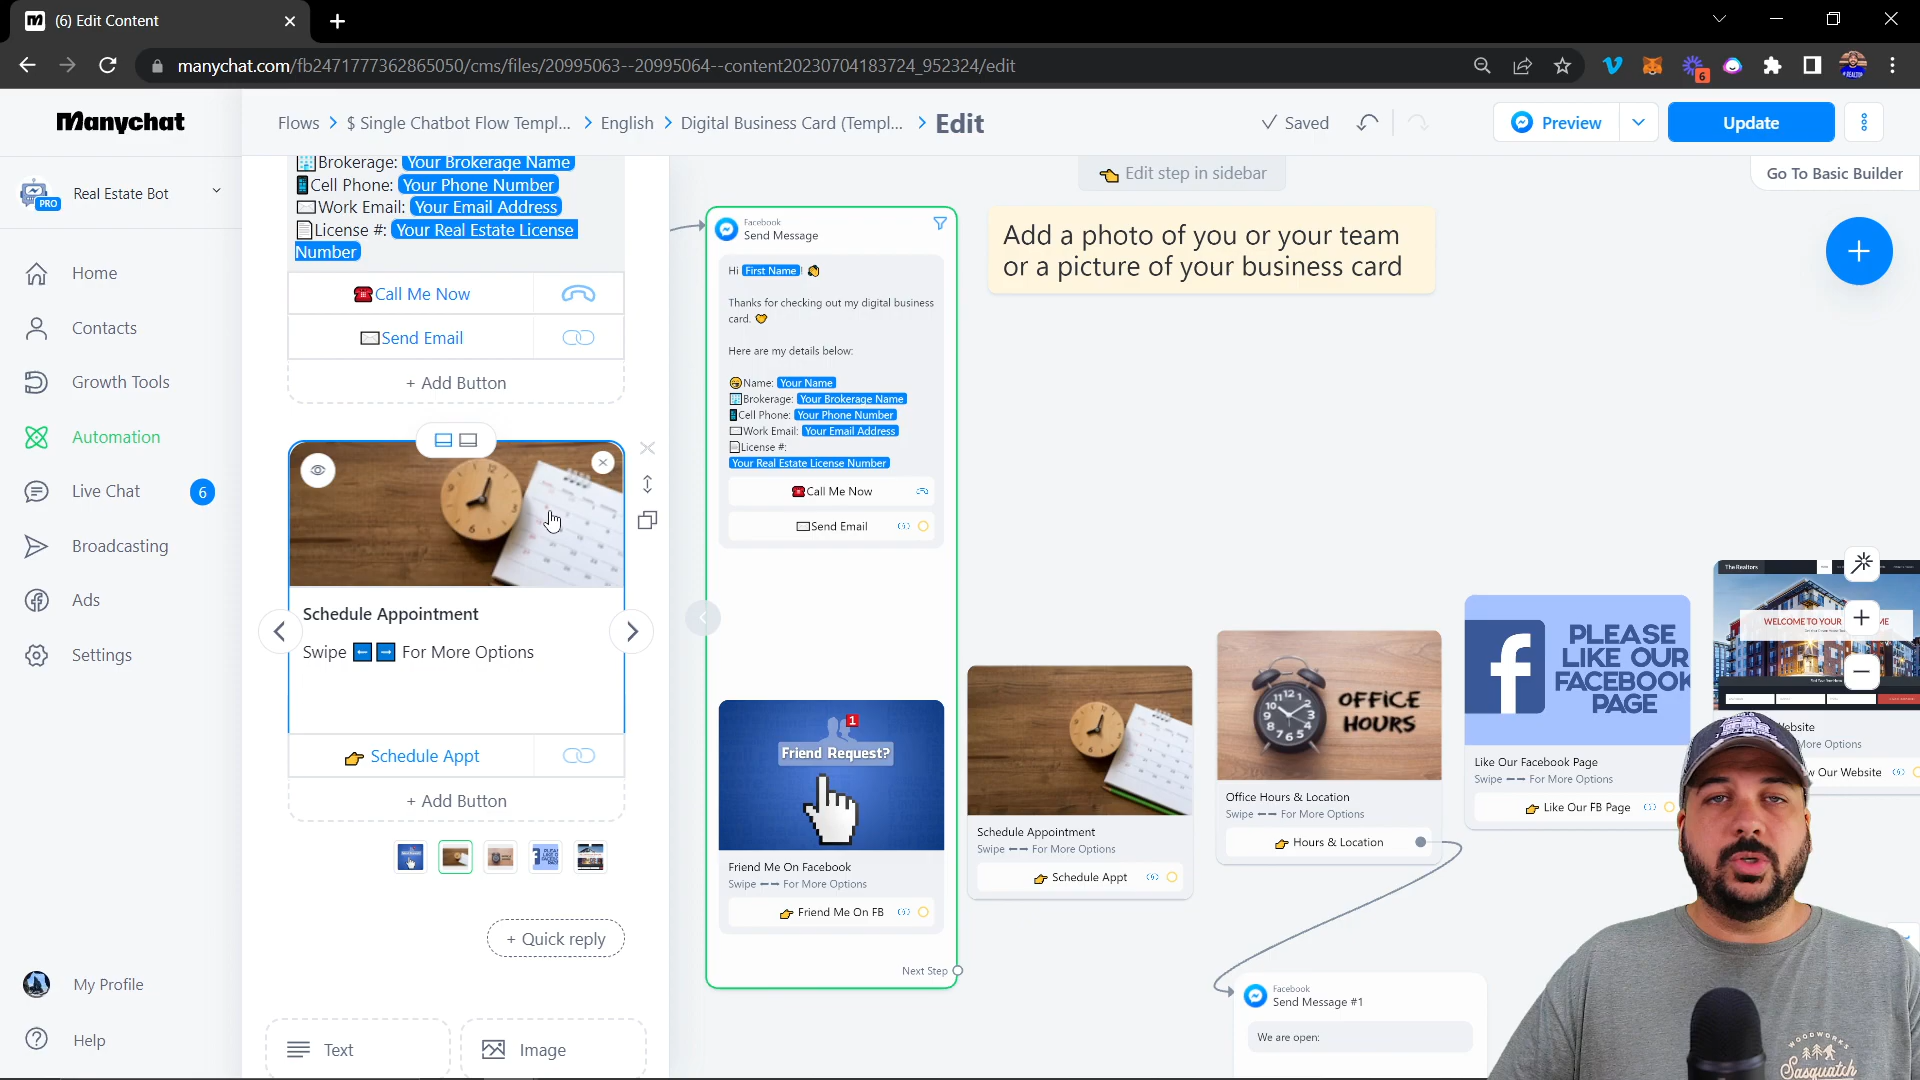 (6) Edit Content
manychat.com/fb2471777362865050/cms/files/20995063--20995064--content20230704183724_952324/edit
6
Manychat
Flows > $ Single Chatbot Flow Templ... > English > Digital Business Card (Templ... > Edit
Saved
Preview
Update
Real Estate Bot
PRO
Home
Contacts
Growth Tools
Automation
Live Chat
6
Broadcasting
Ads
Settings
My Profile
Help
Brokerage: Your Brokerage Name
Cell Phone: Your Phone Number
Work Email: Your Email Address
License #: Your Real Estate License
Number
Call Me Now
Send Email
+ Add Button
Schedule Appointment
Swipe For More Options
Schedule Appt
+ Add Button
+ Quick reply
Text
Image
Edit step in sidebar
Go To Basic Builder
Facebook
Send Message
Hi First Name !
Thanks for checking out my digital business
card.
Here are my details below:
Name: Your Name
Brokerage: Your Brokerage Name
Cell Phone: Your Phone Number
Work Email: Your Email Address
License #:
Your Real Estate License Number
Call Me Now
Send Email
1
Friend Request?
Friend Me On Facebook
Swipe For More Options
Friend Me On FB
Next Step
Add a photo of you or your team
or a picture of your business card
Schedule Appointment
Swipe For More Options
Schedule Appt
OFFICE
HOURS
Office Hours & Location
Swipe For More Options
Hours & Location
PLEASE
LIKE OUR
FACEBOOK
PAGE
Like Our Facebook Page
Swipe For More Options
Like Our FB Page
The Realtors
WELCOME TO YOUR
More Options
Our Website
Facebook
Send Message #1
We are open:
WOODWORKS
Sasquatch